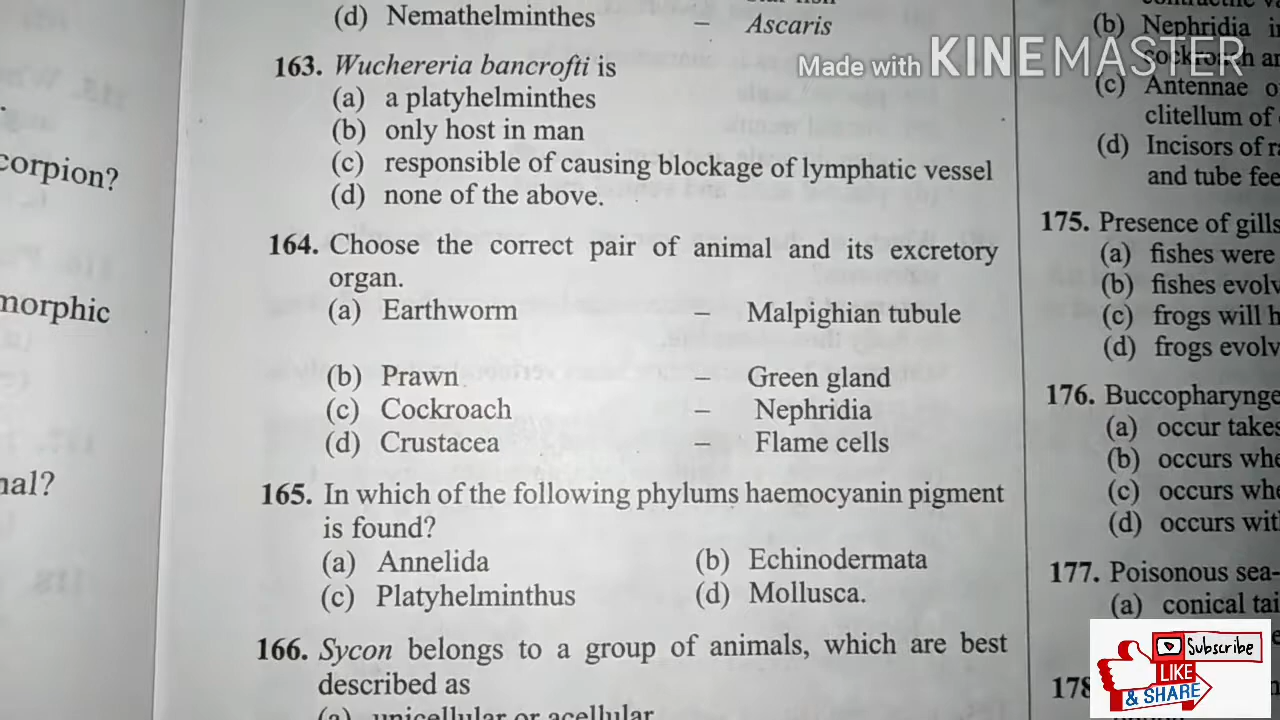 (d) Nemathelminthes – Ascaris
163. Wuchereria bancrofti is
(a) a platyhelminthes
(b) only host in man
(c) responsible of causing blockage of lymphatic vessel
(d) none of the above.
164. Choose the correct pair of animal and its excretory
organ.
(a) Earthworm – Malpighian tubule
(b) Prawn – Green gland
(c) Cockroach – Nephridia
(d) Crustacea – Flame cells
165. In which of the following phylums haemocyanin pigment
is found?
(a) Annelida (b) Echinodermata
(c) Platyhelminthus (d) Mollusca.
166. Sycon belongs to a group of animals, which are best
described as
(a) unicellular or acellular
corpion?
morphic
nal?
(b) Nephridia
(c) Antennae
clitellum of
(d) Incisors of
and tube fee
175. Presence of gills
(a) fishes were
(b) fishes evolv
(c) frogs will h
(d) frogs evolv
176. Buccopharynge
(a) occur takes
(b) occurs whe
(c) occurs whe
(d) occurs wit
177. Poisonous sea-
(a) conical tai
178
Made with KINEMASTER
Subscribe
LIKE
& SHARE